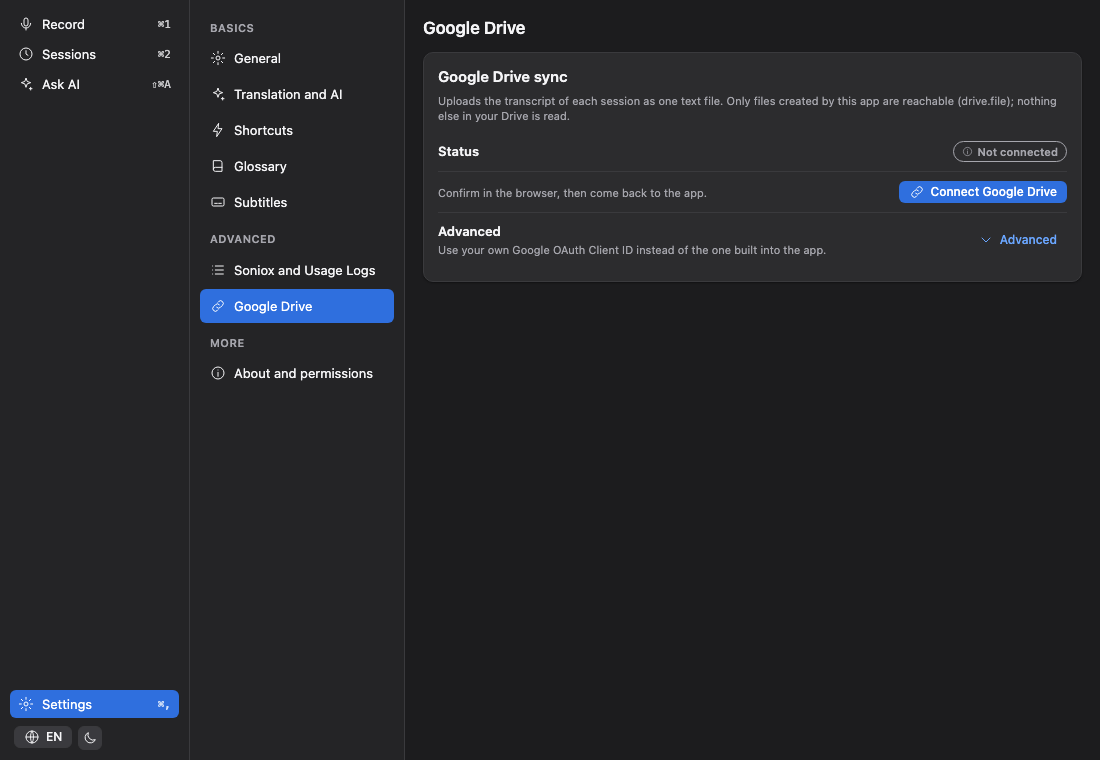 Record ⌘1
Sessions ⌘2
Ask AI ⇧⌘A
Settings ⌘,
EN
BASICS
General
Translation and AI
Shortcuts
Glossary
Subtitles
ADVANCED
Soniox and Usage Logs
Google Drive
MORE
About and permissions
Google Drive
Google Drive sync
Uploads the transcript of each session as one text file. Only files created by this app are reachable (drive.file); nothing
else in your Drive is read.
Status Not connected
Confirm in the browser, then come back to the app. Connect Google Drive
Advanced
Use your own Google OAuth Client ID instead of the one built into the app. Advanced